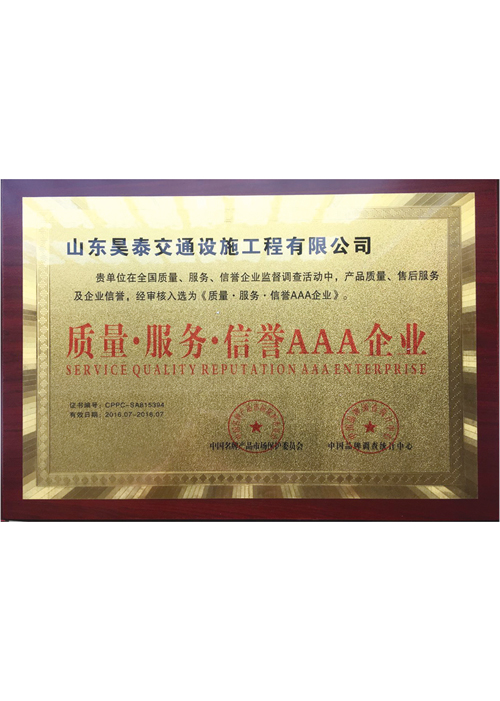 山东昊泰交通设施工程有限公司
贵单位在全国质量、服务、信誉企业监督调查活动中，产品质量、售后服务
及企业信誉，经审核入选为《质量·服务·信誉AAA企业》。
质量·服务·信誉AAA企业
SERVICE QUALITY REPUTATION AAA ENTERPRISE
证书编号：CPPC-SA815394
有效日期：2016.07-2018.07
中国名牌产品市场保护委员会
中国品牌调查统计中心